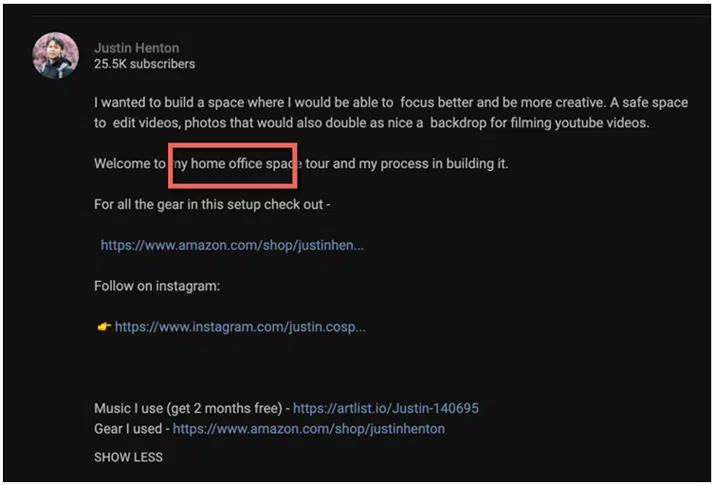 Justin Henton
25.5K subscribers
I wanted to build a space where I would be able to  focus better and be more creative. A safe space
to  edit videos, photos that would also double as nice a  backdrop for filming youtube videos.
Welcome to my home office space tour and my process in building it.
For all the gear in this setup check out -
https://www.amazon.com/shop/justinhen...
Follow on instagram:
👉 https://www.instagram.com/justin.cosp...
Music I use (get 2 months free) - https://artlist.io/Justin-140695
Gear I used - https://www.amazon.com/shop/justinhenton
SHOW LESS